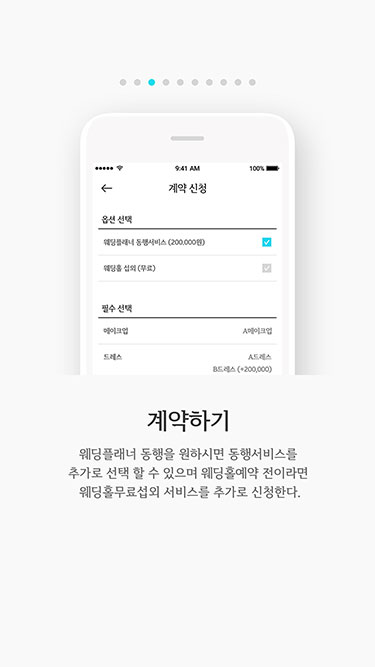 9:41 AM
100%
계약 신청
옵션 선택
웨딩플래너 동행서비스 (200,000원)
웨딩홀 섭외 (무료)
필수 선택
메이크업 A메이크업
드레스 A드레스
B드레스 (+200,000)
계약하기
웨딩플래너 동행을 원하시면 동행서비스를
추가로 선택 할 수 있으며 웨딩홀예약 전이라면
웨딩홀무료섭외 서비스를 추가로 신청한다.